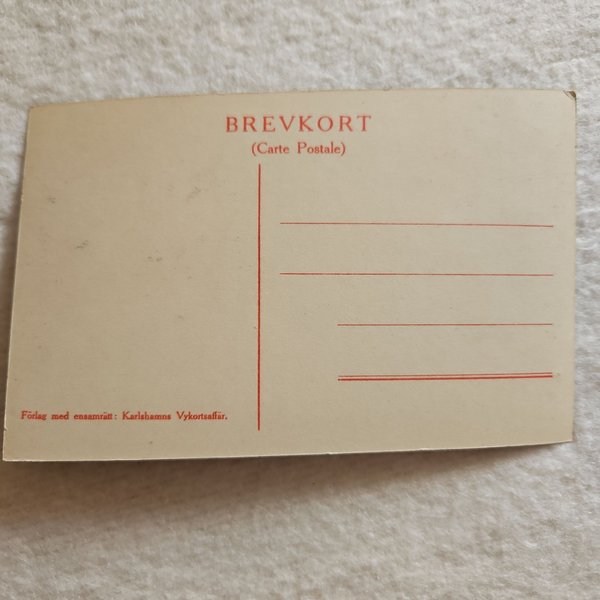 BREVKORT
(Carte Postale)
Förlag med ensamrätt: Karlshamns Vykortsaffär.